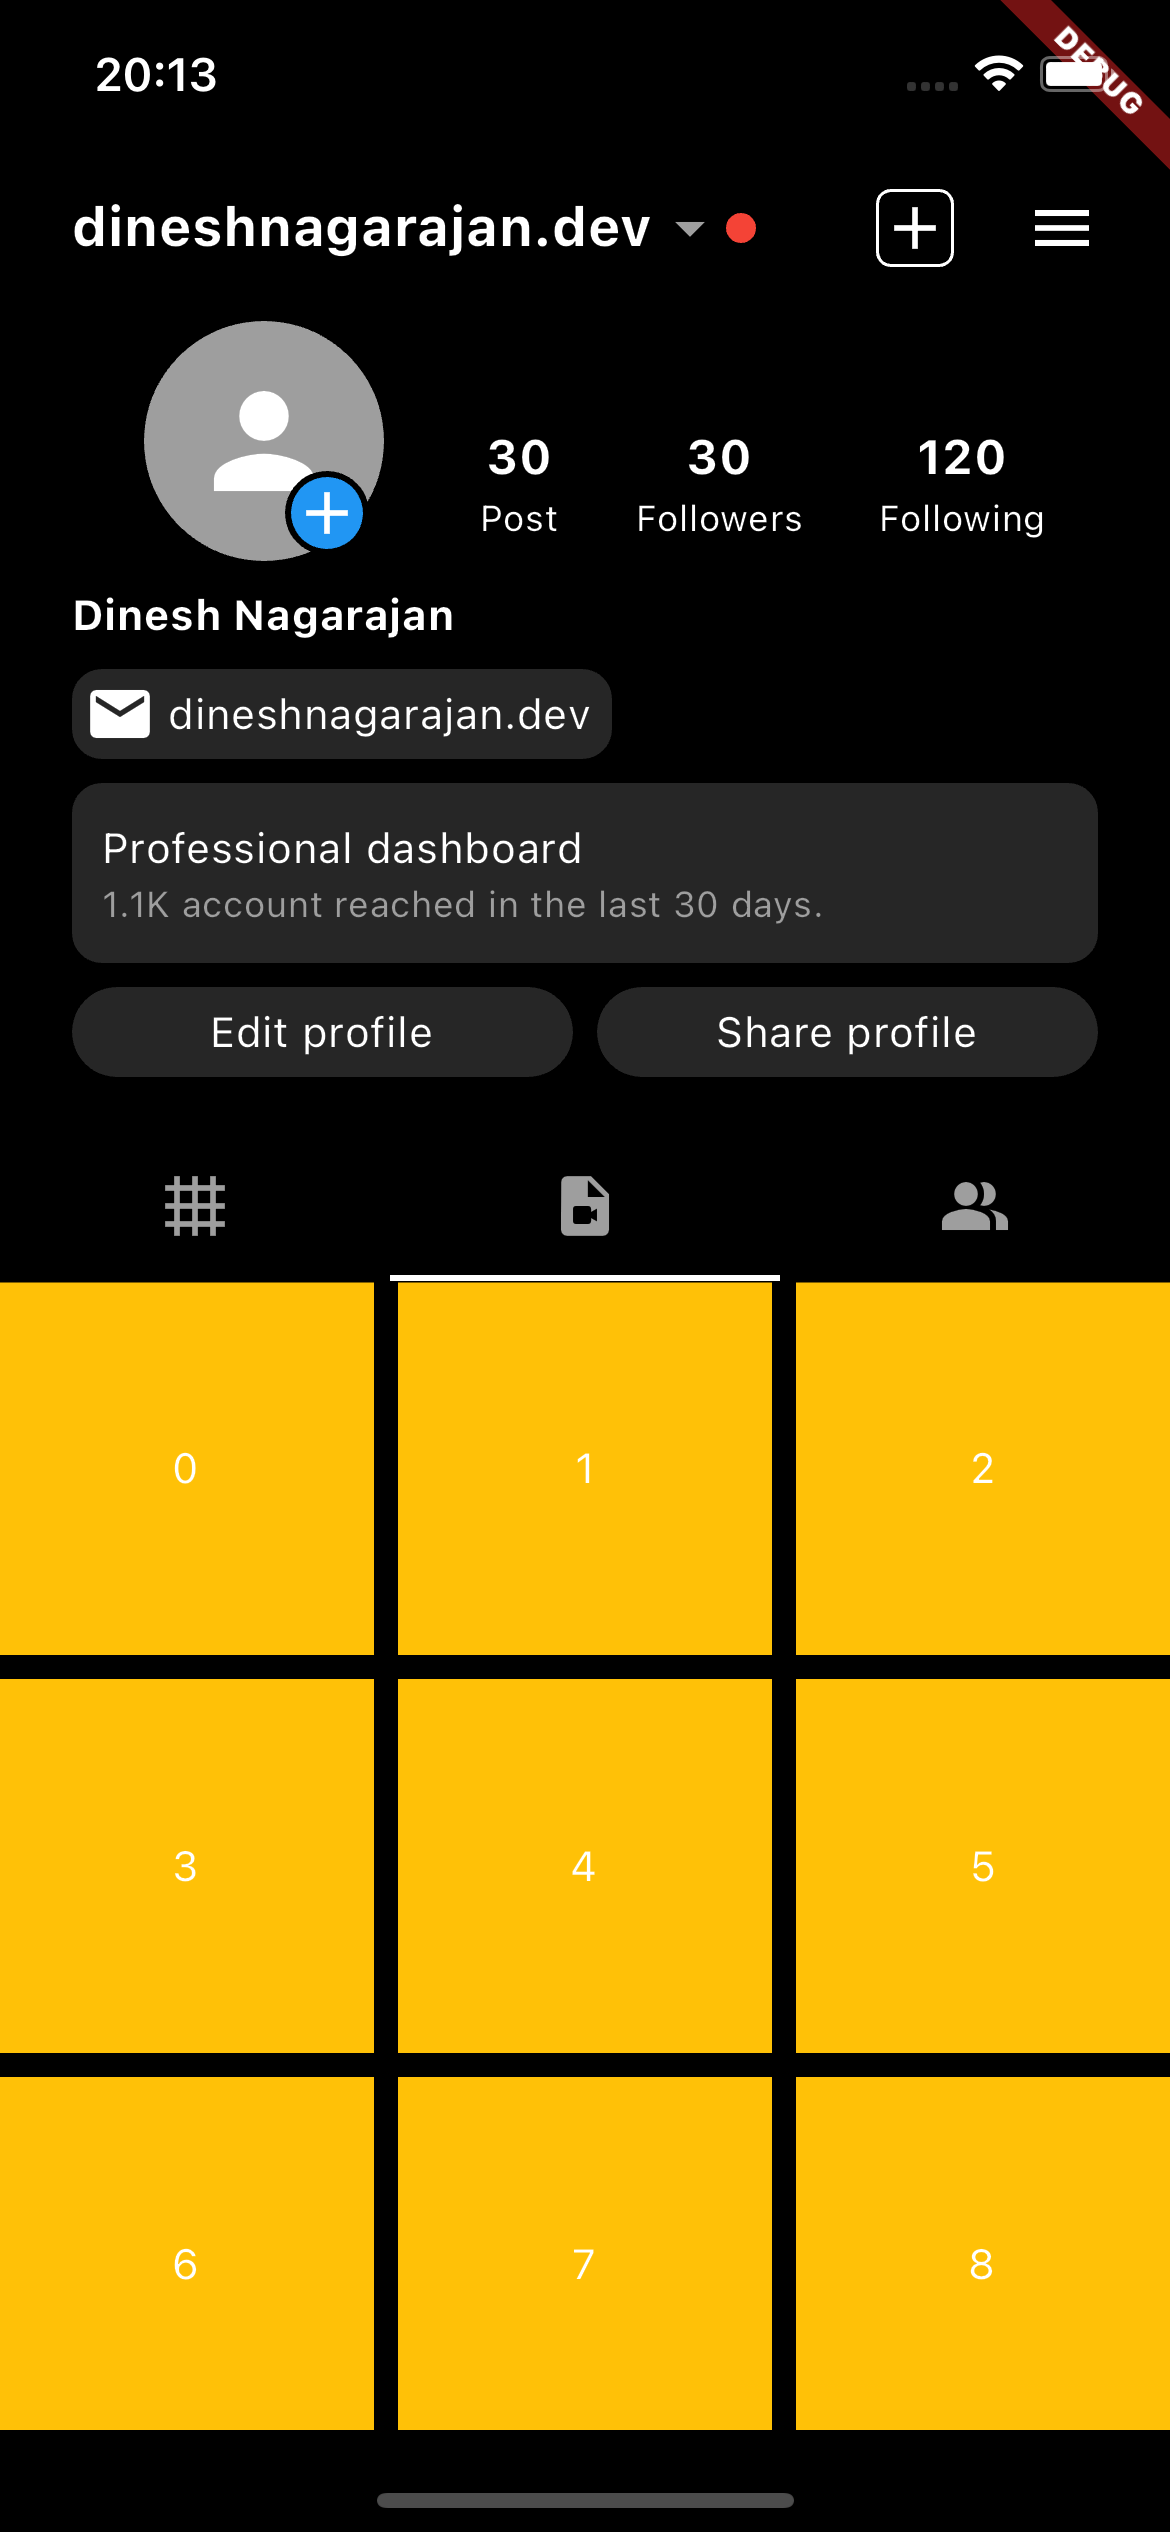 20:13
DEBUG
dineshnagarajan.dev
30 30 120
Post Followers Following
Dinesh Nagarajan
dineshnagarajan.dev
Professional dashboard
1.1K account reached in the last 30 days.
Edit profile Share profile
0 1 2
3 4 5
6 7 8